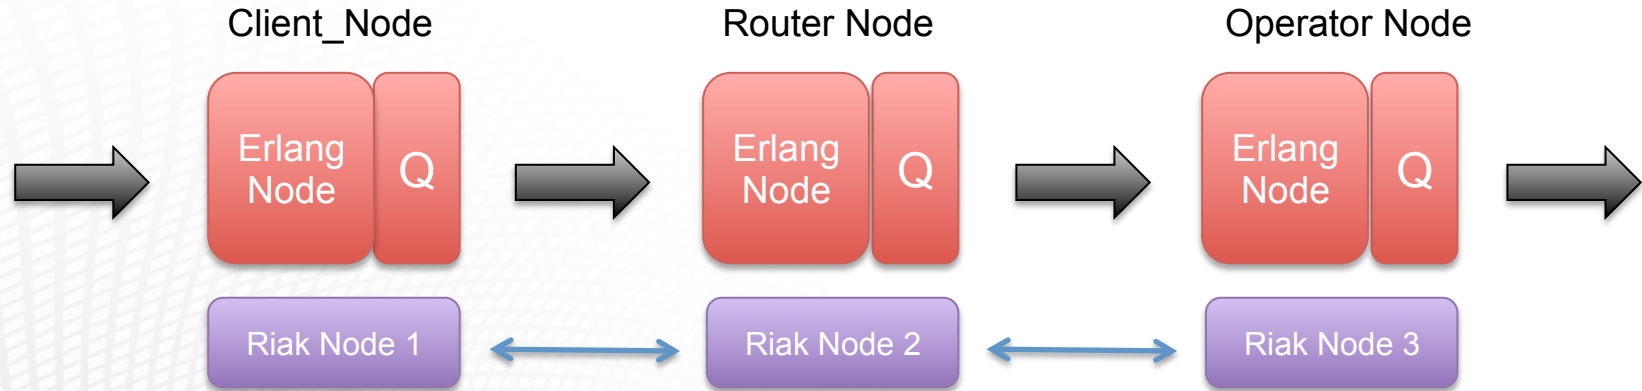 Client_Node
Router Node
Operator Node
Erlang
Node
Q
Erlang
Node
Q
Erlang
Node
Q
Riak Node 1
Riak Node 2
Riak Node 3